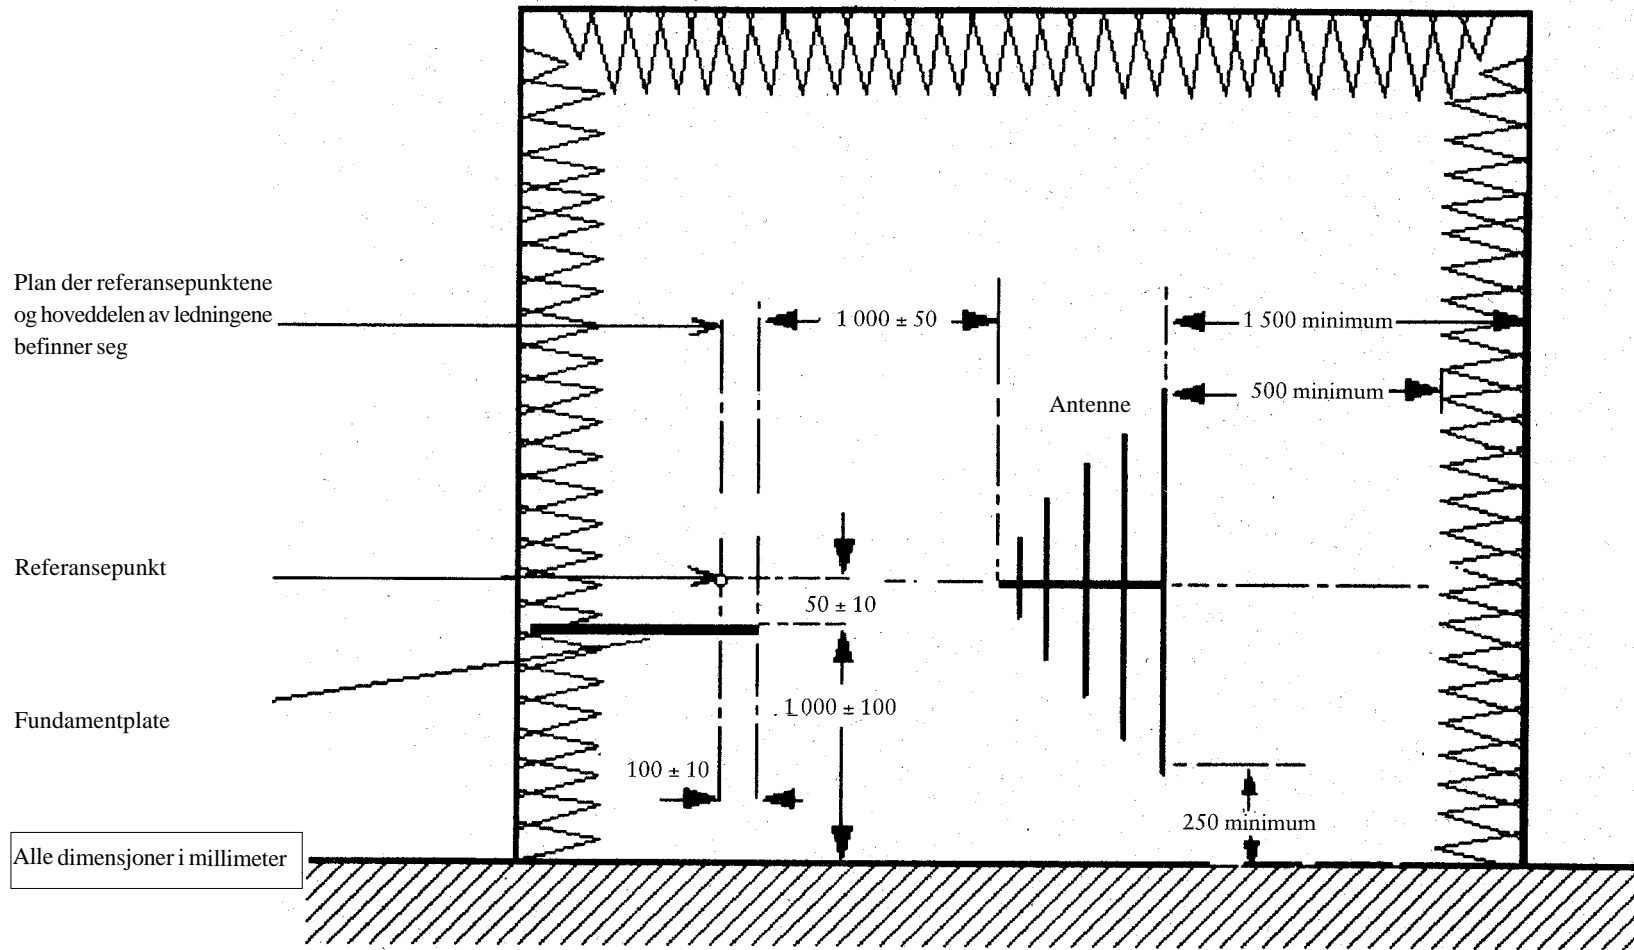 Plan der referansepunktene
og hoveddelen av ledningene
befinner seg
1 000 ± 50
1 500 minimum
500 minimum
Antenne
Referansepunkt
50 ± 10
Fundamentplate
1 000 ± 100
100 ± 10
250 minimum
Alle dimensjoner i millimeter